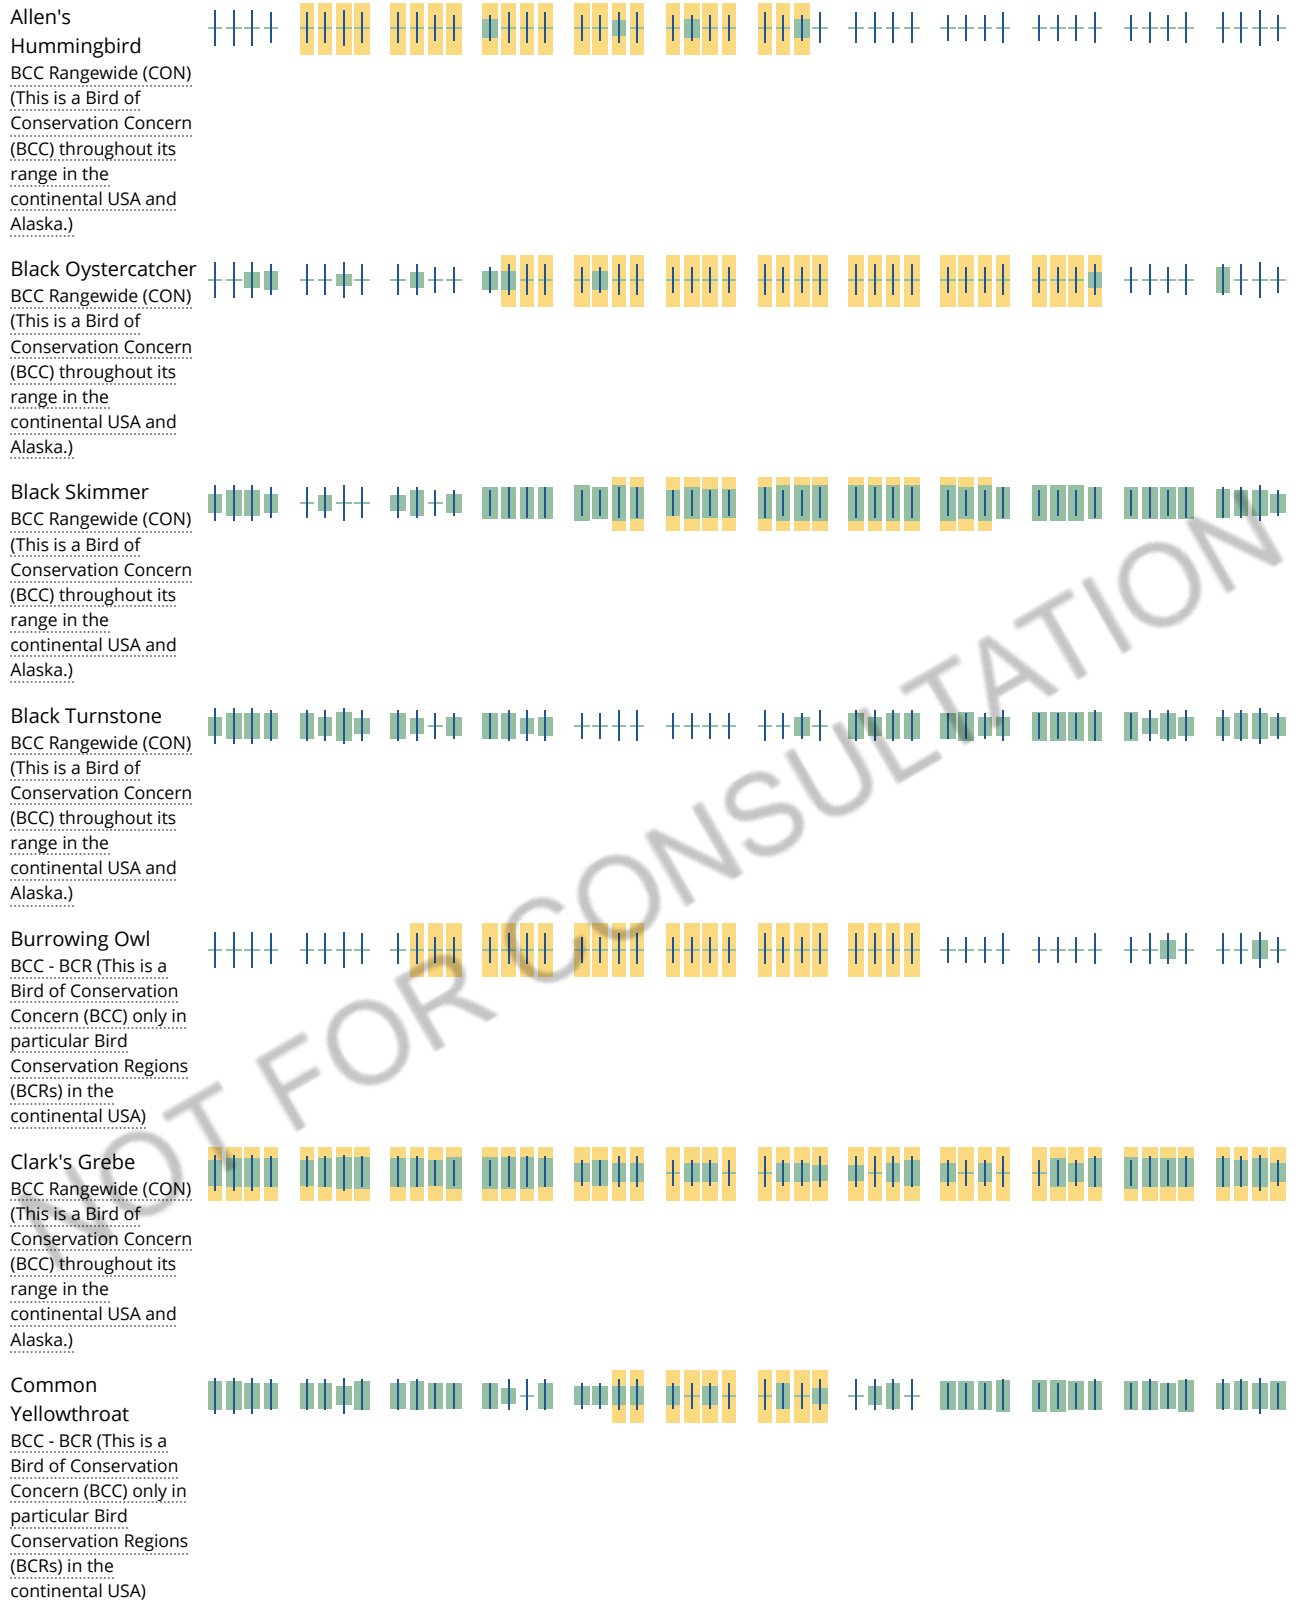 Allen's
Hummingbird
BCC Rangewide (CON)
(This is a Bird of
Conservation Concern
(BCC) throughout its
range in the
continental USA and
Alaska.)
Black Oystercatcher
BCC Rangewide (CON)
(This is a Bird of
Conservation Concern
(BCC) throughout its
range in the
continental USA and
Alaska.)
Black Skimmer
BCC Rangewide (CON)
(This is a Bird of
Conservation Concern
(BCC) throughout its
range in the
continental USA and
Alaska.)
Black Turnstone
BCC Rangewide (CON)
(This is a Bird of
Conservation Concern
(BCC) throughout its
range in the
continental USA and
Alaska.)
Burrowing Owl
BCC - BCR (This is a
Bird of Conservation
Concern (BCC) only in
particular Bird
Conservation Regions
(BCRs) in the
continental USA)
Clark's Grebe
BCC Rangewide (CON)
(This is a Bird of
Conservation Concern
(BCC) throughout its
range in the
continental USA and
Alaska.)
Common
Yellowthroat
BCC - BCR (This is a
Bird of Conservation
Concern (BCC) only in
particular Bird
Conservation Regions
(BCRs) in the
continental USA)
NOT FOR CONSULTATION